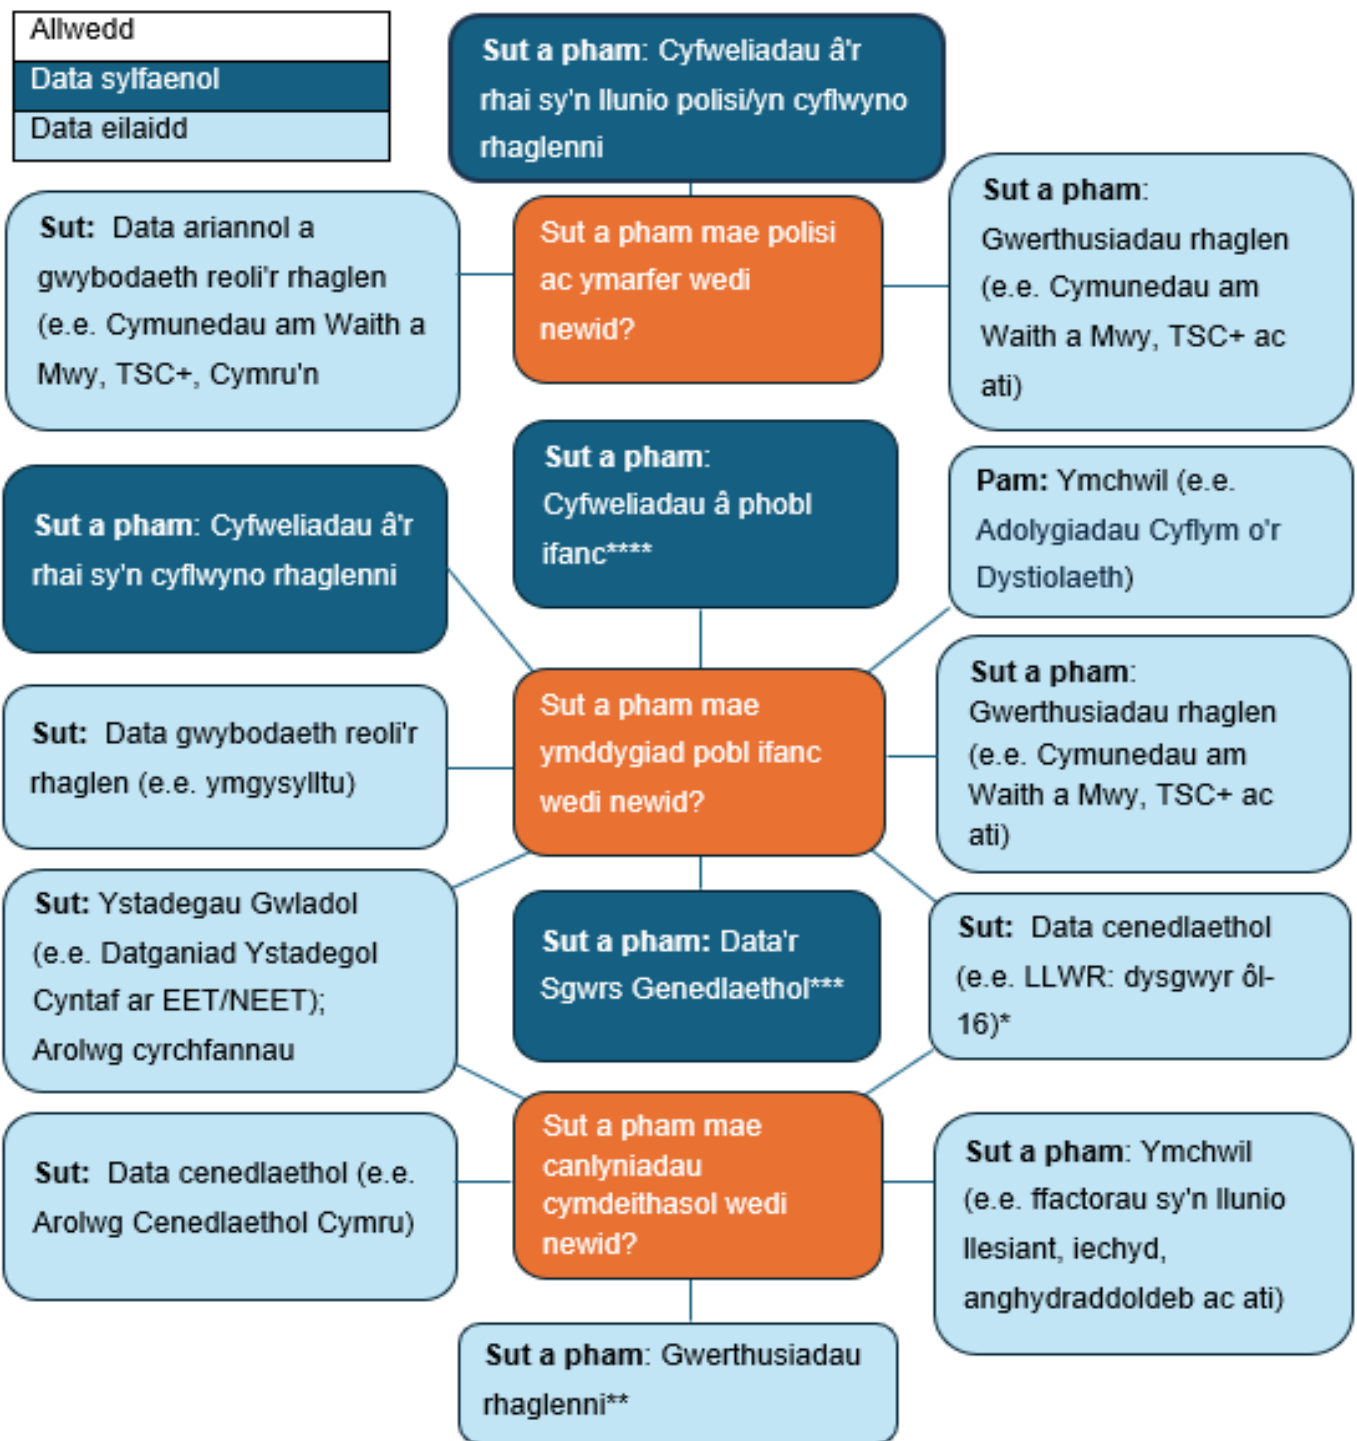 Allwedd
Data sylfaenol
Data eilaidd
Sut a pham: Cyfweliadau â'r
rhai sy'n llunio polisi/yn cyflwyno
rhaglenni
Sut: Data ariannol a
gwybodaeth reoli'r rhaglen
(e.e. Cymunedau am Waith a
Mwy, TSC+, Cymru'n
Sut a pham mae polisi
ac ymarfer wedi
newid?
Sut a pham:
Gwerthusiadau rhaglen
(e.e. Cymunedau am
Waith a Mwy, TSC+ ac
ati)
Sut a pham: Cyfweliadau â'r
rhai sy'n cyflwyno rhaglenni
Sut a pham:
Cyfweliadau â phobl
ifanc****
Pam: Ymchwil (e.e.
Adolygiadau Cyflym o'r
Dystiolaeth)
Sut: Data gwybodaeth reoli'r
rhaglen (e.e. ymgysylltu)
Sut a pham mae
ymddygiad pobl ifanc
wedi newid?
Sut a pham:
Gwerthusiadau rhaglen
(e.e. Cymunedau am
Waith a Mwy, TSC+ ac
ati)
Sut: Ystadegau Gwladol
(e.e. Datganiad Ystadegol
Cyntaf ar EET/NEET);
Arolwg cyrchfannau
Sut a pham: Data'r
Sgwrs Genedlaethol***
Sut: Data cenedlaethol
(e.e. LLWR: dysgwyr ôl-
16)*
Sut: Data cenedlaethol (e.e.
Arolwg Cenedlaethol Cymru)
Sut a pham mae
canlyniadau
cymdeithasol wedi
newid?
Sut a pham: Ymchwil
(e.e. ffactorau sy'n llunio
llesiant, iechyd,
anghydraddoldeb ac ati)
Sut a pham: Gwerthusiadau
rhaglenni**